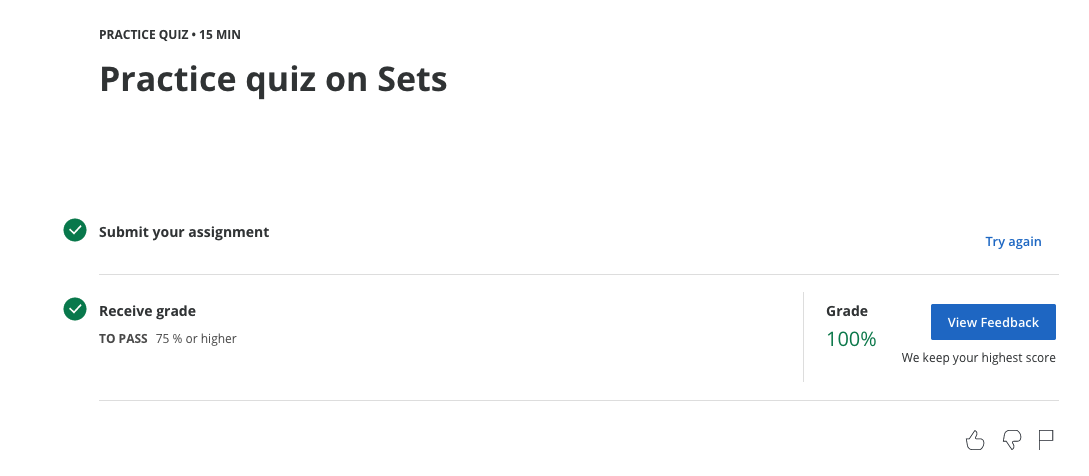 PRACTICE QUIZ • 15 MIN
Practice quiz on Sets
Submit your assignment
Try again
Receive grade
TO PASS 75 % or higher
Grade
100%
View Feedback
We keep your highest score